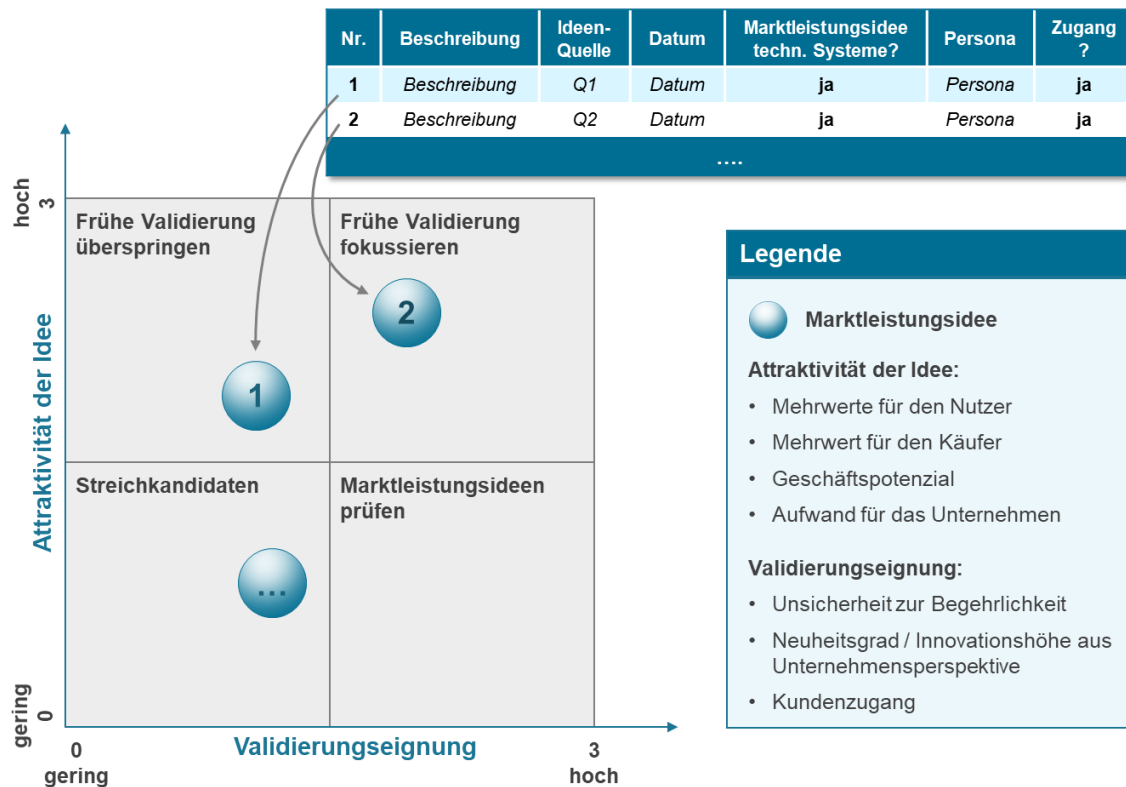 Nr.
Beschreibung
Ideen-
Quelle
Datum
Marktleistungsidee
techn. Systeme?
Persona
Zugang
?
1
Beschreibung
Q1
Datum
ja
Persona
ja
2
Beschreibung
Q2
Datum
ja
Persona
ja
....
hoch
3
Attraktivität der Idee
gering
0
Frühe Validierung
überspringen
Frühe Validierung
fokussieren
2
1
Streichkandidaten
Marktleistungsideen
prüfen
...
0
gering
Validierungseignung
3
hoch
Legende
Marktleistungsidee
Attraktivität der Idee:
• Mehrwerte für den Nutzer
• Mehrwert für den Käufer
• Geschäftspotenzial
• Aufwand für das Unternehmen
Validierungseignung:
• Unsicherheit zur Begehrlichkeit
• Neuheitsgrad / Innovationshöhe aus
Unternehmensperspektive
• Kundenzugang